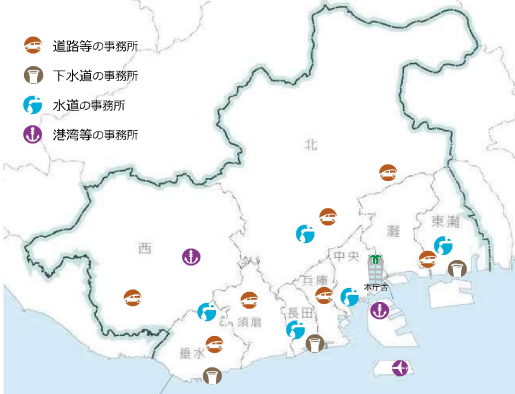 道路等の事務所
下水道の事務所
水道の事務所
港湾等の事務所
北
東灘
灘
西
中央
兵庫
本庁舎
長田
須磨
垂水